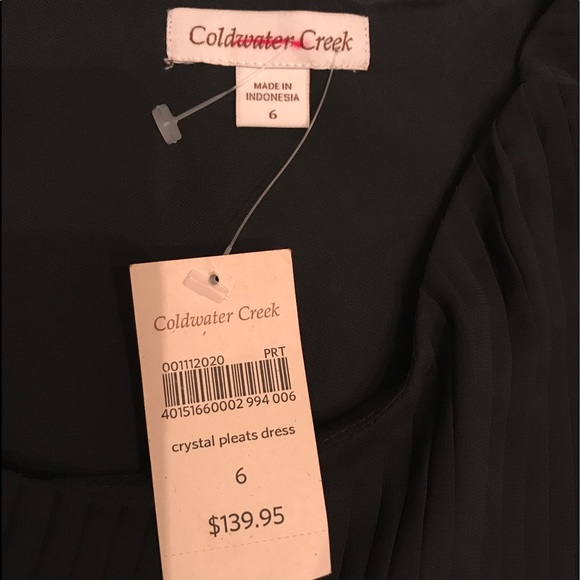 Coldwater Creek
MADE IN
INDONESIA
6
Coldwater Creek
001112020 PRT
40151660002 994 006
crystal pleats dress
6
$139.95